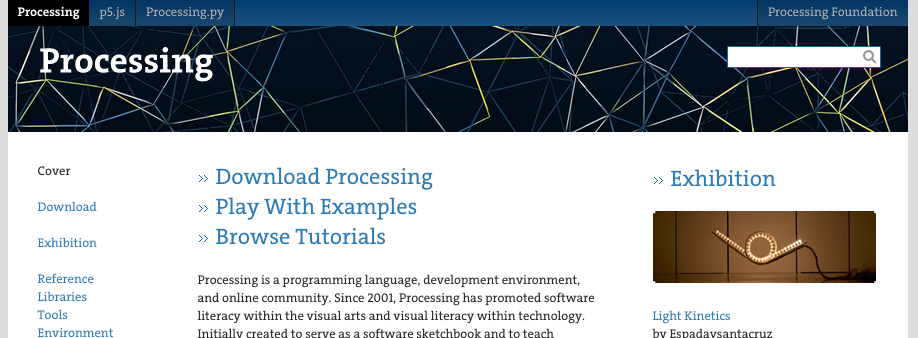 Processing
p5.js
Processing.py
Processing Foundation
Processing
Cover
Download
Exhibition
Reference
Libraries
Tools
Environment
» Download Processing
» Play With Examples
» Browse Tutorials
Processing is a programming language, development environment,
and online community. Since 2001, Processing has promoted software
literacy within the visual arts and visual literacy within technology.
Initially created to serve as a software sketchbook and to teach
» Exhibition
Light Kinetics
by Espadaysantacruz